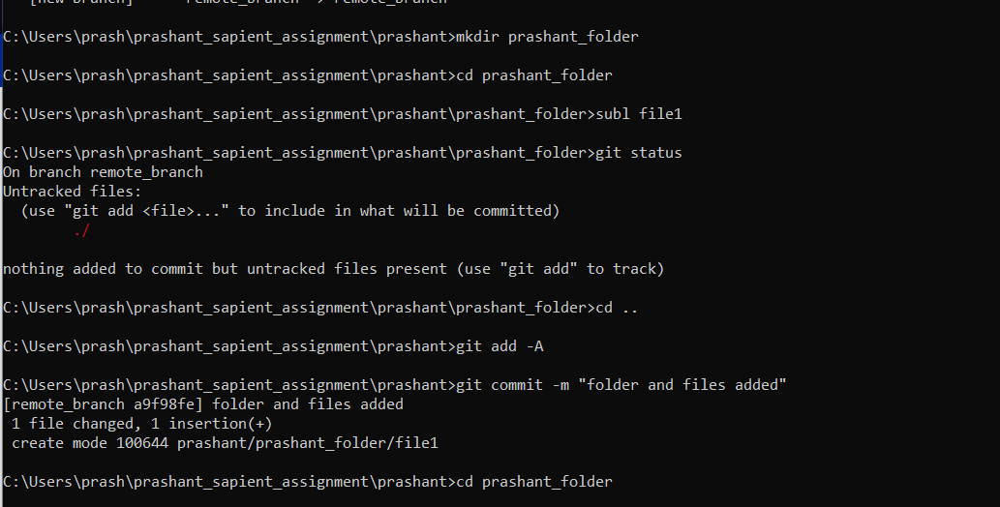 [new branch] remote_branch -> remote_branch
C:\Users\prash\prashant_sapient_assignment\prashant>mkdir prashant_folder
C:\Users\prash\prashant_sapient_assignment\prashant>cd prashant_folder
C:\Users\prash\prashant_sapient_assignment\prashant\prashant_folder>subl file1
C:\Users\prash\prashant_sapient_assignment\prashant\prashant_folder>git status
On branch remote_branch
Untracked files:
  (use "git add <file>..." to include in what will be committed)
        ./
nothing added to commit but untracked files present (use "git add" to track)
C:\Users\prash\prashant_sapient_assignment\prashant\prashant_folder>cd ..
C:\Users\prash\prashant_sapient_assignment\prashant>git add -A
C:\Users\prash\prashant_sapient_assignment\prashant>git commit -m "folder and files added"
[remote_branch a9f98fe] folder and files added
 1 file changed, 1 insertion(+)
 create mode 100644 prashant/prashant_folder/file1
C:\Users\prash\prashant_sapient_assignment\prashant>cd prashant_folder